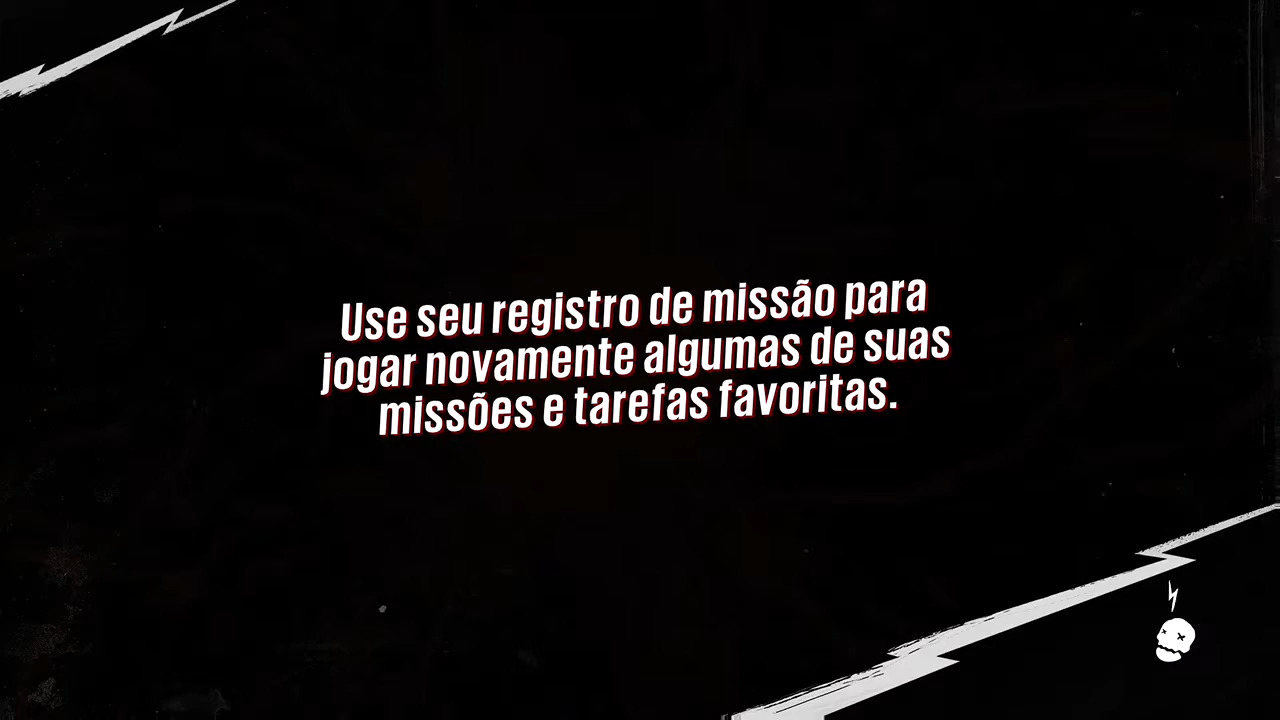 Use seu registro de missão para
jogar novamente algumas de suas
missões e tarefas favoritas.